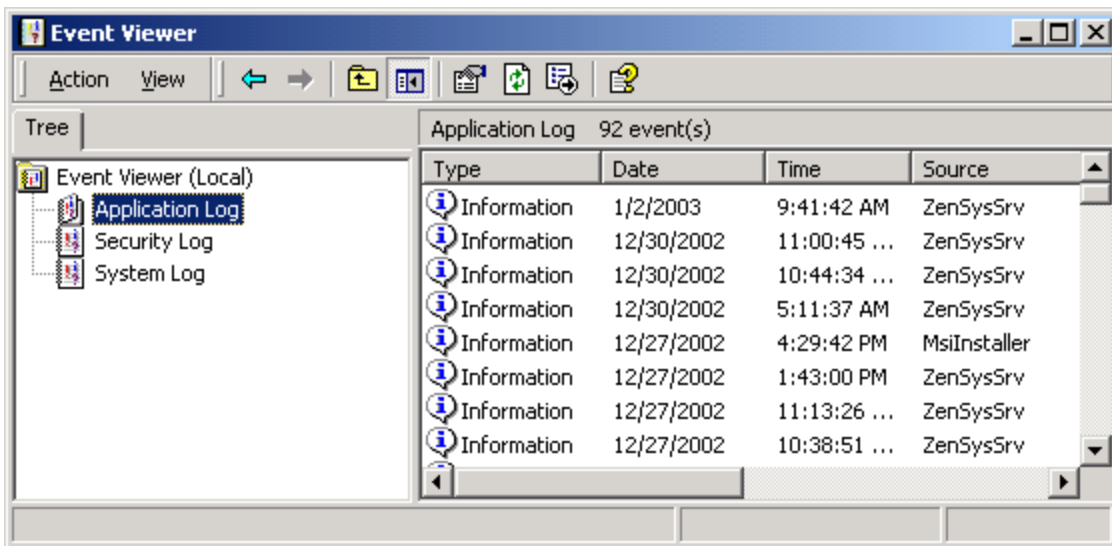 Event Viewer
Action View
Tree
Application Log 92 event(s)
Event Viewer (Local)
Application Log
Security Log
System Log
Type Date Time Source
Information 1/2/2003 9:41:42 AM ZenSysSrv
Information 12/30/2002 11:00:45 ... ZenSysSrv
Information 12/30/2002 10:44:34 ... ZenSysSrv
Information 12/30/2002 5:11:37 AM ZenSysSrv
Information 12/27/2002 4:29:42 PM MsiInstaller
Information 12/27/2002 1:43:00 PM ZenSysSrv
Information 12/27/2002 11:13:26 ... ZenSysSrv
Information 12/27/2002 10:38:51 ... ZenSysSrv